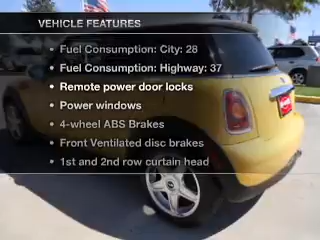 VEHICLE FEATURES
• Fuel Consumption: City: 28
• Fuel Consumption: Highway: 37
• Remote power door locks
• Power windows
• 4-wheel ABS Brakes
• Front Ventilated disc brakes
• 1st and 2nd row curtain head